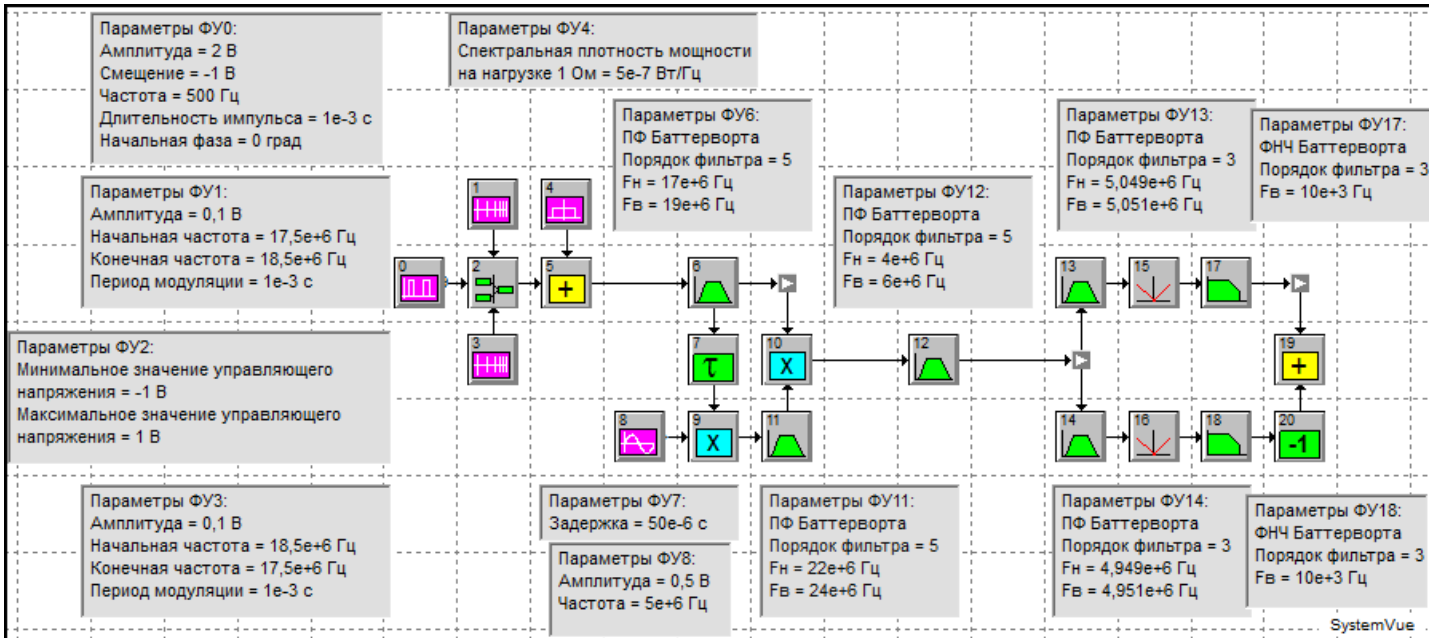 Параметры ФУ0:
Амплитуда = 2 В
Смещение = -1 В
Частота = 500 Гц
Длительность импульса = 1e-3 с
Начальная фаза = 0 град
Параметры ФУ4:
Спектральная плотность мощности
на нагрузке 1 Ом = 5e-7 Вт/Гц
Параметры ФУ6:
ПФ Баттерворта
Порядок фильтра = 5
Fн = 17e+6 Гц
Fв = 19e+6 Гц
Параметры ФУ13:
ПФ Баттерворта
Порядок фильтра = 3
Fн = 5,049e+6 Гц
Fв = 5,051e+6 Гц
Параметры ФУ17:
ФНЧ Баттерворта
Порядок фильтра = 3
Fв = 10e+3 Гц
Параметры ФУ1:
Амплитуда = 0,1 В
Начальная частота = 17,5e+6 Гц
Конечная частота = 18,5e+6 Гц
Период модуляции = 1e-3 с
Параметры ФУ12:
ПФ Баттерворта
Порядок фильтра = 5
Fн = 4e+6 Гц
Fв = 6e+6 Гц
1
4
0
2
5
+
6
13
15
17
Параметры ФУ2:
Минимальное значение управляющего
напряжения = -1 В
Максимальное значение управляющего
напряжения = 1 В
3
7
τ
10
X
12
19
+
8
9
X
11
14
16
18
20
-1
Параметры ФУ3:
Амплитуда = 0,1 В
Начальная частота = 18,5e+6 Гц
Конечная частота = 17,5e+6 Гц
Период модуляции = 1e-3 с
Параметры ФУ7:
Задержка = 50e-6 с
Параметры ФУ8:
Амплитуда = 0,5 В
Частота = 5e+6 Гц
Параметры ФУ11:
ПФ Баттерворта
Порядок фильтра = 5
Fн = 22e+6 Гц
Fв = 24e+6 Гц
Параметры ФУ14:
ПФ Баттерворта
Порядок фильтра = 3
Fн = 4,949e+6 Гц
Fв = 4,951e+6 Гц
Параметры ФУ18:
ФНЧ Баттерворта
Порядок фильтра = 3
Fв = 10e+3 Гц
SystemVue